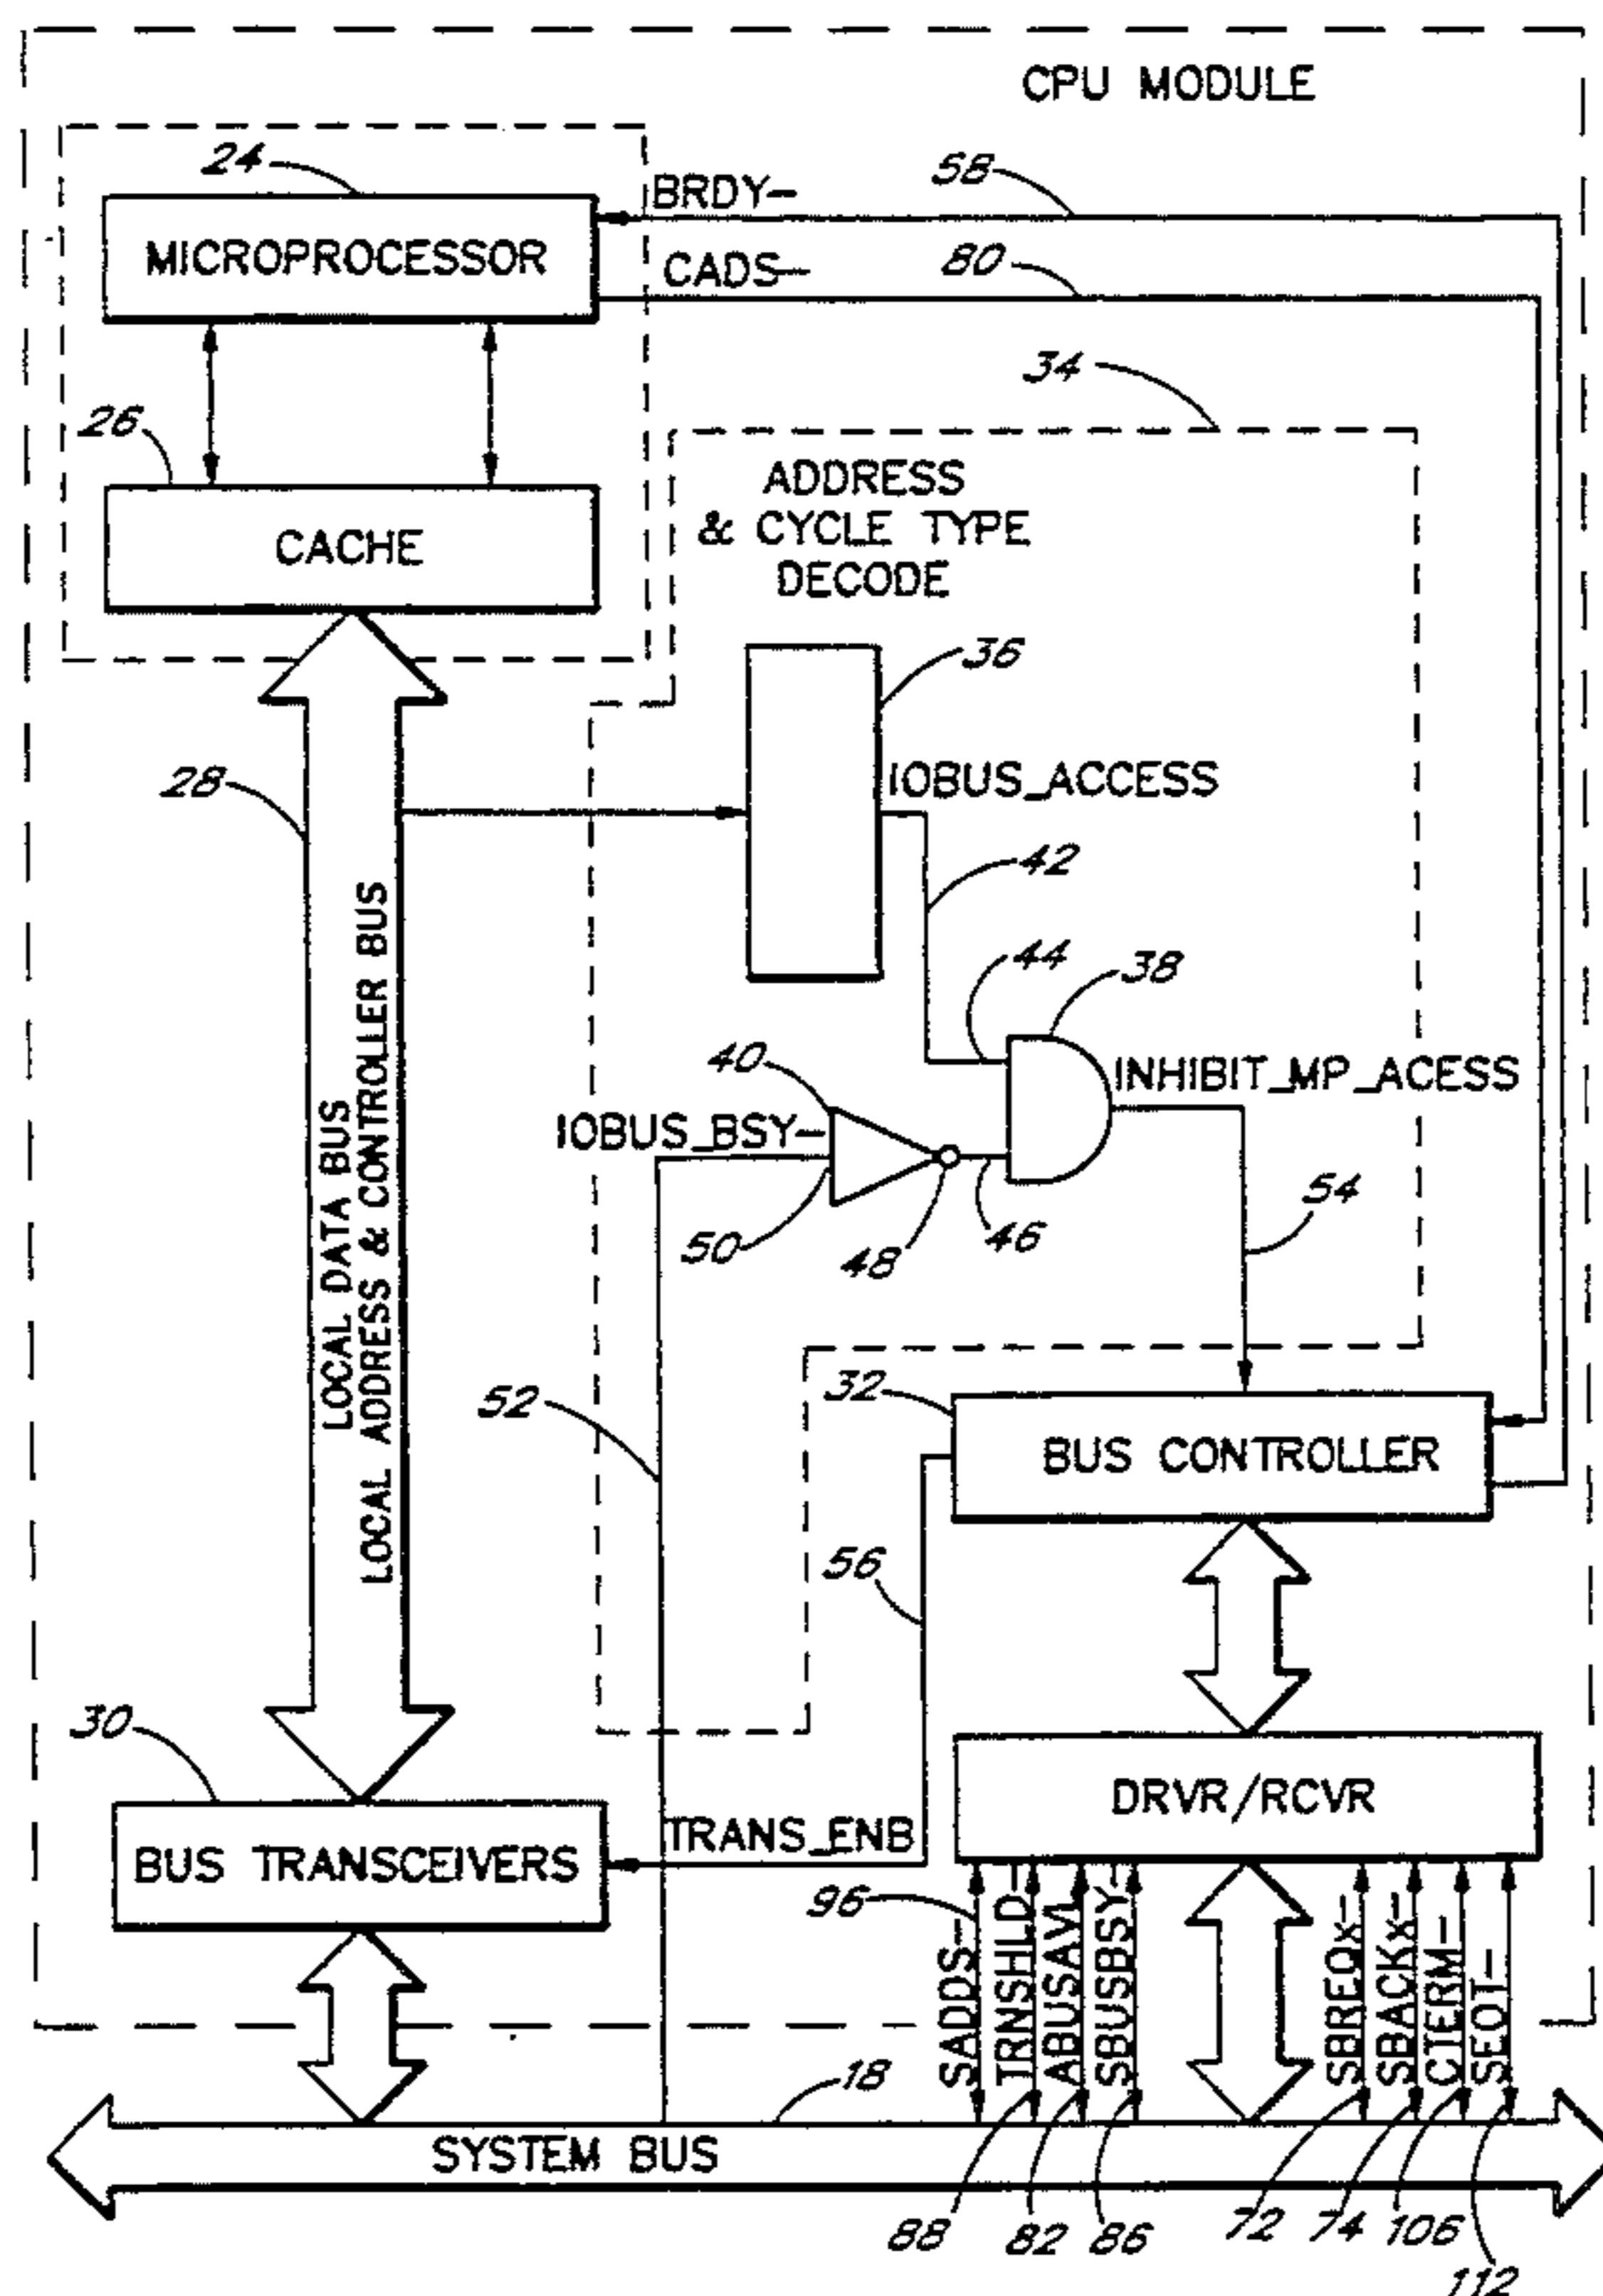 CPU MODULE
24
MICROPROCESSOR
BRDY-
58
CADS-
80
34
26
CACHE
ADDRESS
& CYCLE TYPE
DECODE
36
IOBUS_ACCESS
28
42
44
38
LOCAL DATA BUS
LOCAL ADDRESS & CONTROLLER BUS
40
IOBUS_BSY-
INHIBIT_MP_ACESS
50
48
46
54
52
32
BUS CONTROLLER
56
30
BUS TRANSCEIVERS
TRANS_ENB
DRVR/RCVR
96
SADDS-
TRNSHLD-
ABUSAVL
SBUSBSY-
SBREQx-
SBACKx-
CTERM-
SEOT-
18
SYSTEM BUS
88
82
86
72
74
106
112